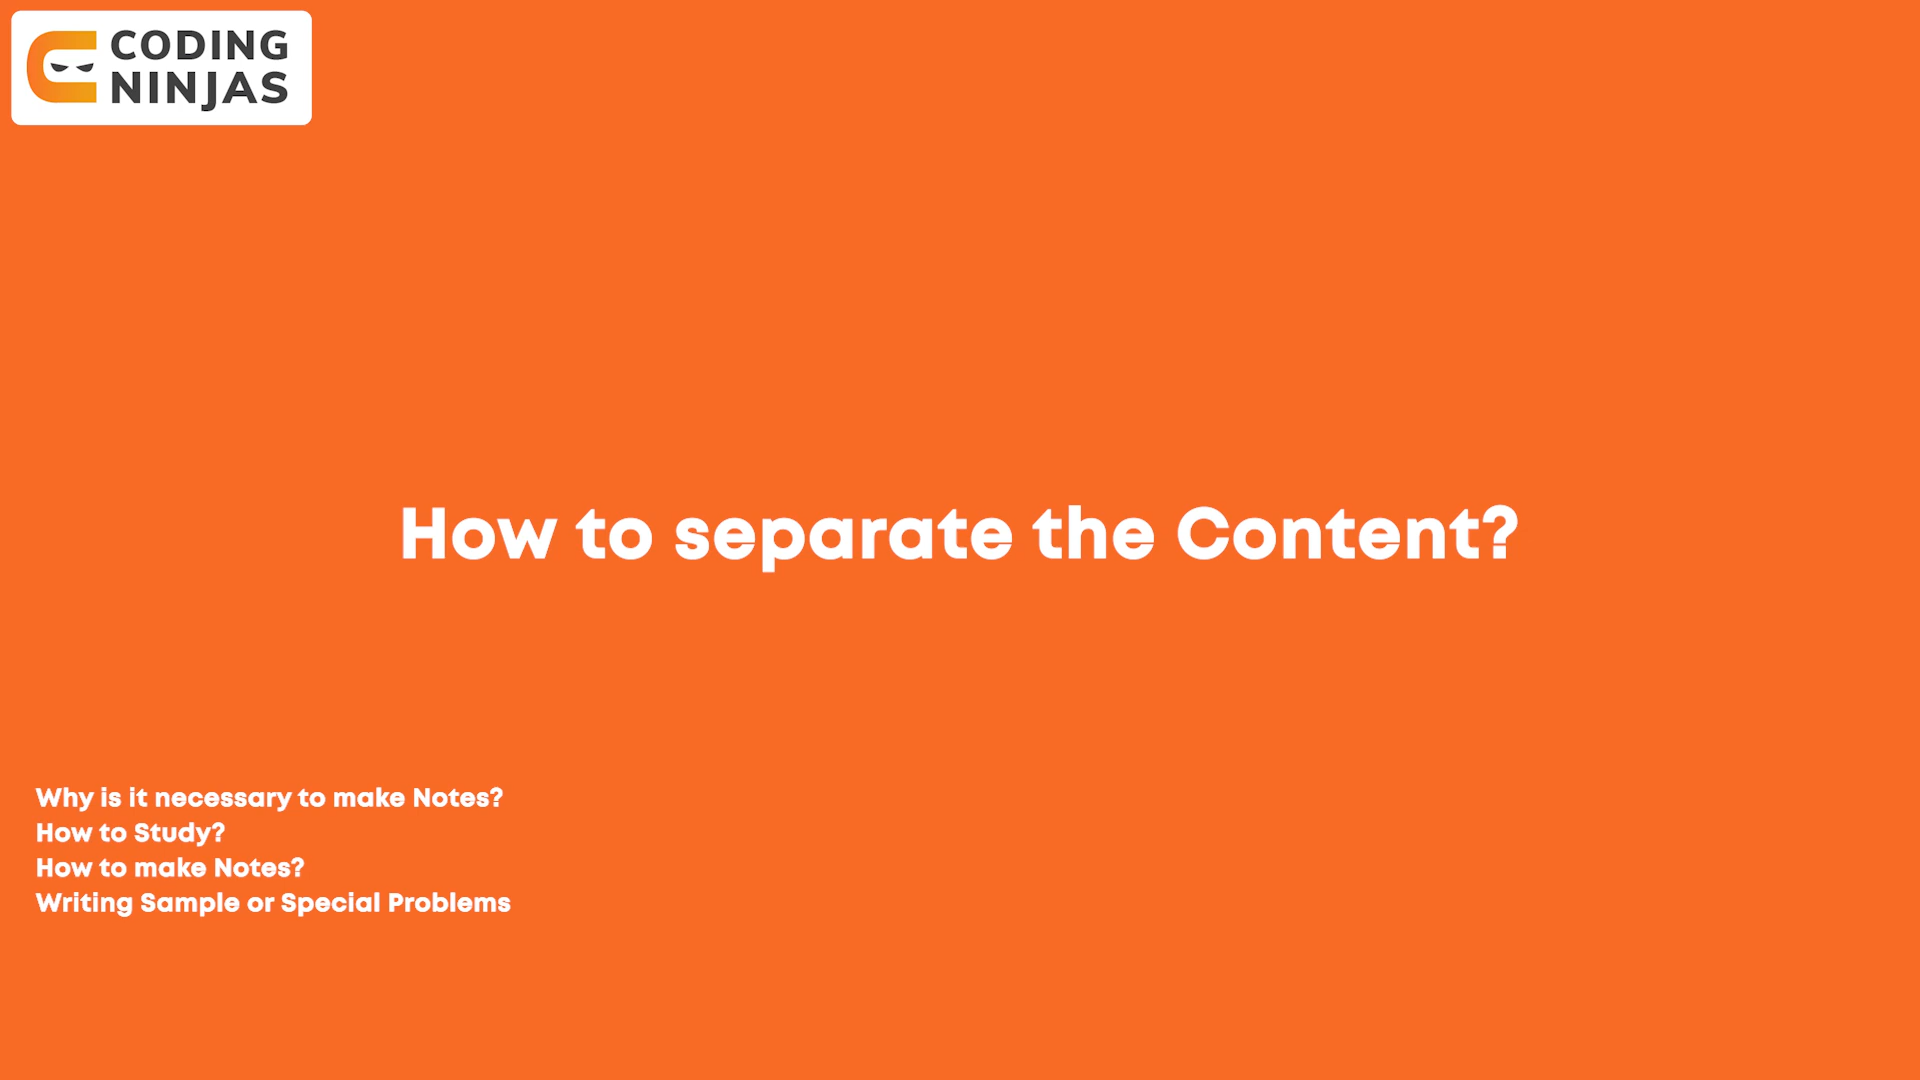 CODING
NINJAS
How to separate the Content?
Why is it necessary to make Notes?
How to Study?
How to make Notes?
Writing Sample or Special Problems